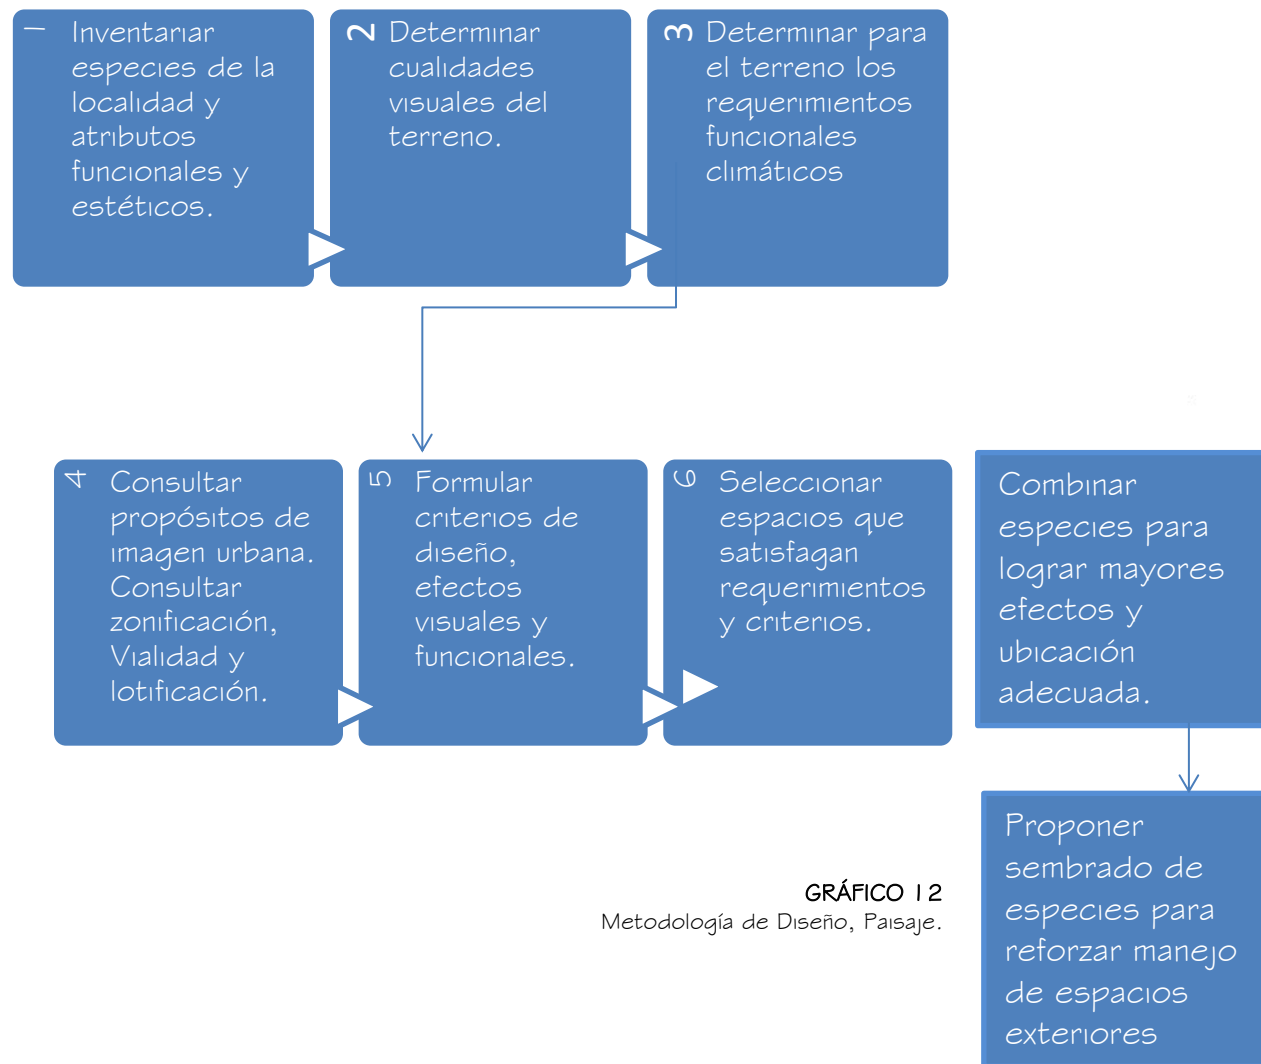 1
Inventariar
especies de la
localidad y
atributos
funcionales y
estéticos.
2
Determinar
cualidades
visuales del
terreno.
3
Determinar para
el terreno los
requerimientos
funcionales
climáticos
4
Consultar
propósitos de
imagen urbana.
Consultar
zonificación,
Vialidad y
lotificación.
5
Formular
criterios de
diseño,
efectos
visuales y
funcionales.
6
Seleccionar
espacios que
satisfagan
requerimientos
y criterios.
Combinar
especies para
lograr mayores
efectos y
ubicación
adecuada.
Proponer
sembrado de
especies para
reforzar manejo
de espacios
exteriores
GRÁFICO 12
Metodología de Diseño, Paisaje.